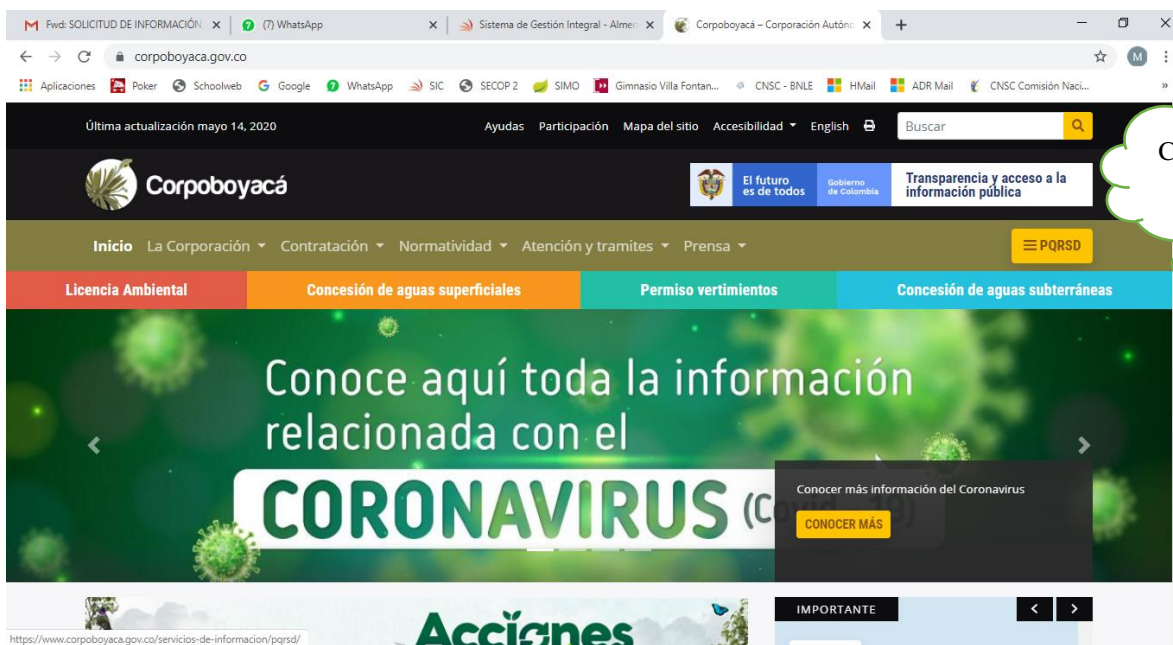 Fwd: SOLICITUD DE INFORMACIÓN
(7) WhatsApp
Sistema de Gestión Integral - Almer
Corpoboyacá – Corporación Autónc
corpoboyaca.gov.co
M
Aplicaciones Poker Schoolweb Google WhatsApp SIC SECOP 2 SIMO Gimnasio Villa Fontan... CNSC - BNLE HMail ADR Mail CNSC Comisión Naci... »
Última actualización mayo 14, 2020 Ayudas Participación Mapa del sitio Accesibilidad English Buscar
C
Corpoboyacá
El futuro
es de todos
Gobierno
de Colombia
Transparencia y acceso a la
información pública
Inicio La Corporación Contratación Normatividad Atención y tramites Prensa PQRSD
Licencia Ambiental Concesión de aguas superficiales Permiso vertimientos Concesión de aguas subterráneas
Conoce aquí toda la información
relacionada con el
CORONAVIRUS
Conocer más información del Coronavirus
CONOCER MÁS
Acciones
IMPORTANTE
https://www.corpoboyaca.gov.co/servicios-de-informacion/pqrsd/